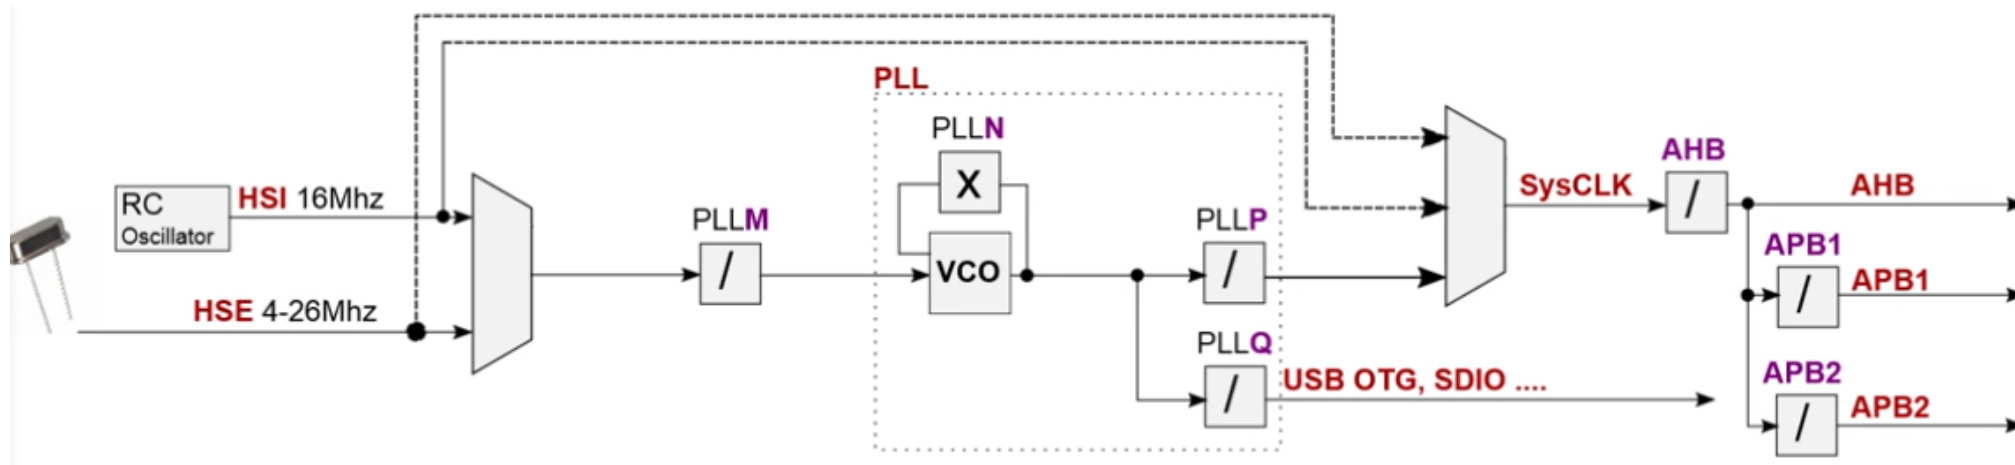 PLL
PLLN
X
RC
Oscillator
HSI 16Mhz
HSE 4-26Mhz
PLLM
/
VCO
PLLP
/
PLLQ
/
USB OTG, SDIO ....
SysCLK
AHB
/
AHB
APB1
/
APB1
APB2
/
APB2